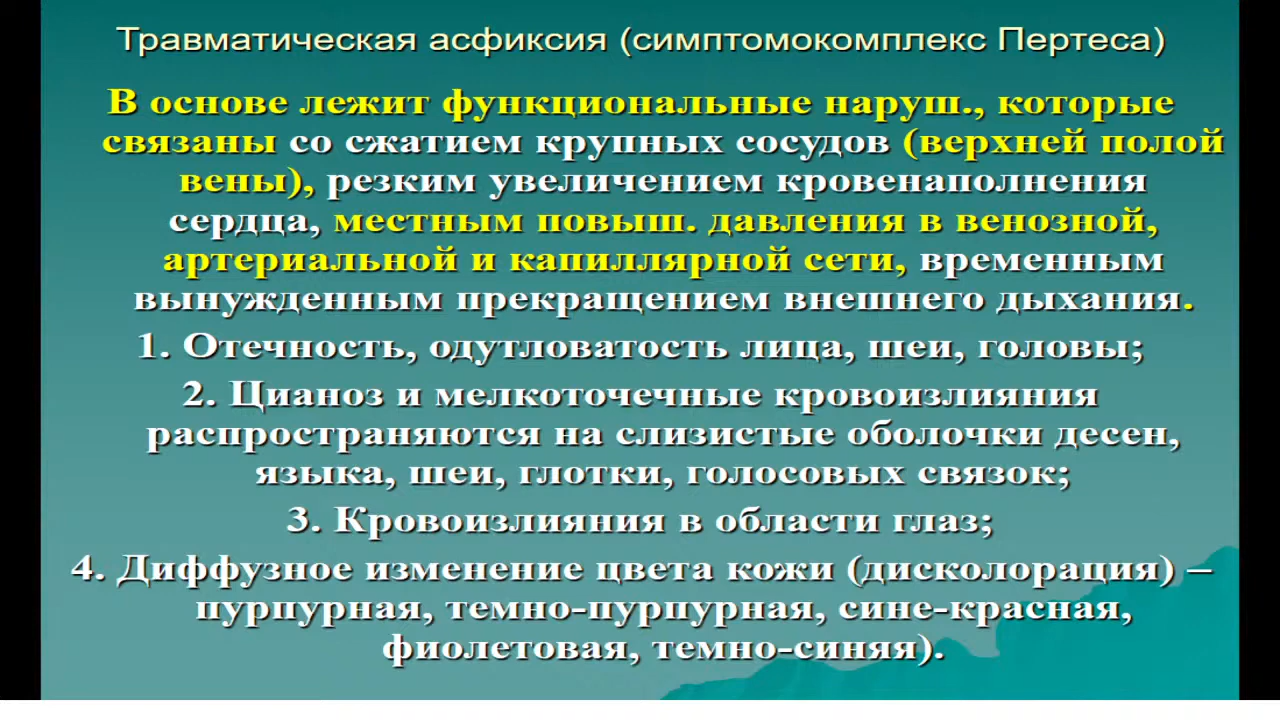 Травматическая асфиксия (симптомокомплекс Пертеса)
В основе лежит функциональные наруш., которые
связаны со сжатием крупных сосудов (верхней полой
вены), резким увеличением кровенаполнения
сердца, местным повыш. давления в венозной,
артериальной и капиллярной сети, временным
вынужденным прекращением внешнего дыхания.
1. Отечность, одутловатость лица, шеи, головы;
2. Цианоз и мелкоточечные кровоизлияния
распространяются на слизистые оболочки десен,
языка, шеи, глотки, голосовых связок;
3. Кровоизлияния в области глаз;
4. Диффузное изменение цвета кожи (дисколорация) –
пурпурная, темно-пурпурная, сине-красная,
фиолетовая, темно-синяя).